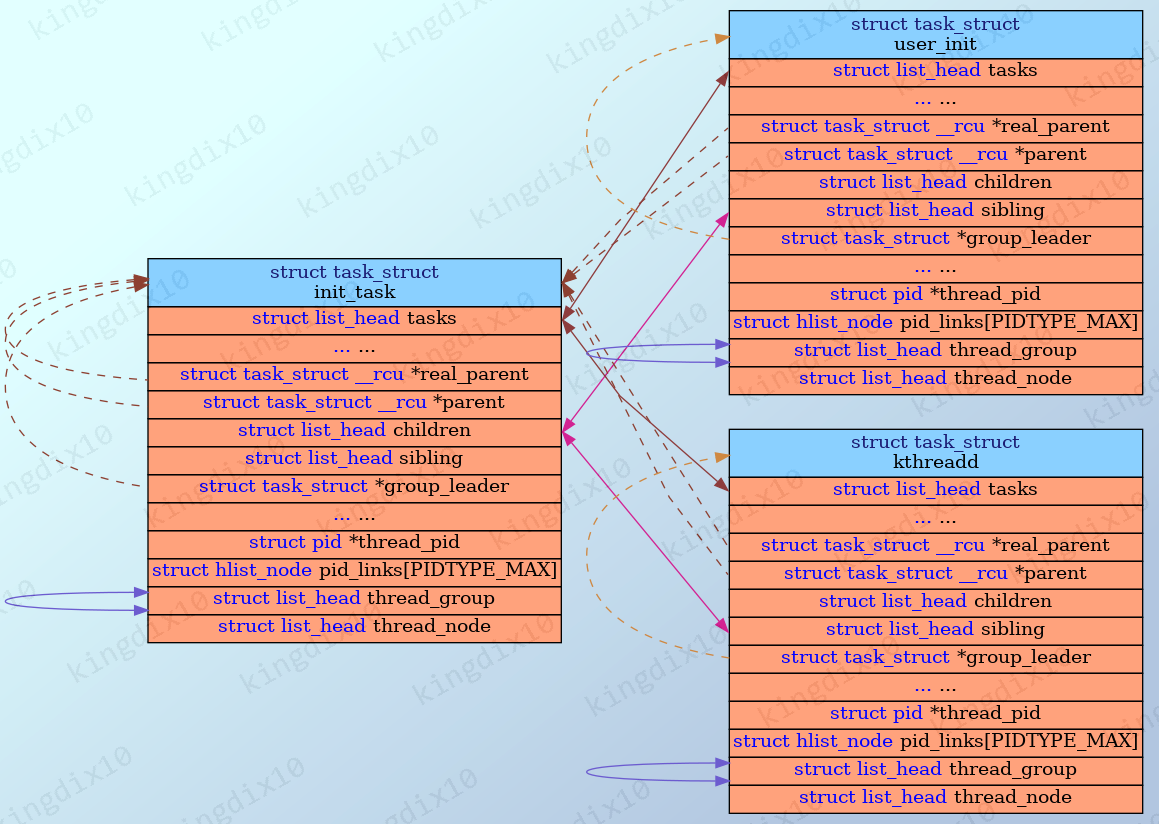 struct task_struct
user_init
struct list_head tasks
... ...
struct task_struct __rcu *real_parent
struct task_struct __rcu *parent
struct list_head children
struct list_head sibling
struct task_struct *group_leader
... ...
struct pid *thread_pid
struct hlist_node pid_links[PIDTYPE_MAX]
struct list_head thread_group
struct list_head thread_node
struct task_struct
init_task
struct list_head tasks
... ...
struct task_struct __rcu *real_parent
struct task_struct __rcu *parent
struct list_head children
struct list_head sibling
struct task_struct *group_leader
... ...
struct pid *thread_pid
struct hlist_node pid_links[PIDTYPE_MAX]
struct list_head thread_group
struct list_head thread_node
struct task_struct
kthreadd
struct list_head tasks
... ...
struct task_struct __rcu *real_parent
struct task_struct __rcu *parent
struct list_head children
struct list_head sibling
struct task_struct *group_leader
... ...
struct pid *thread_pid
struct hlist_node pid_links[PIDTYPE_MAX]
struct list_head thread_group
struct list_head thread_node
kingdix10